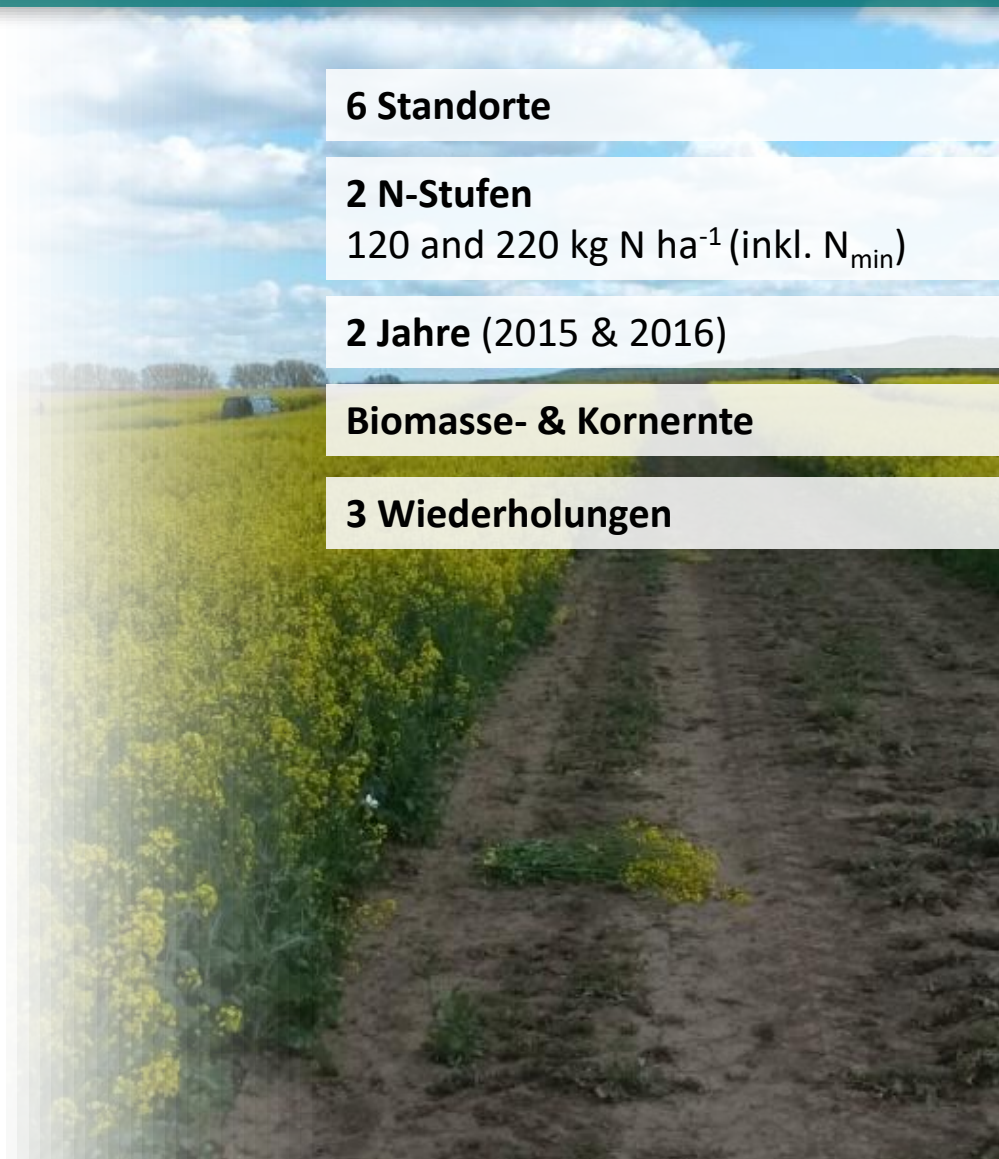 6 Standorte
2 N-Stufen
120 and 220 kg N ha⁻¹ (inkl. Nmin)
2 Jahre (2015 & 2016)
Biomasse- & Kornernte
3 Wiederholungen